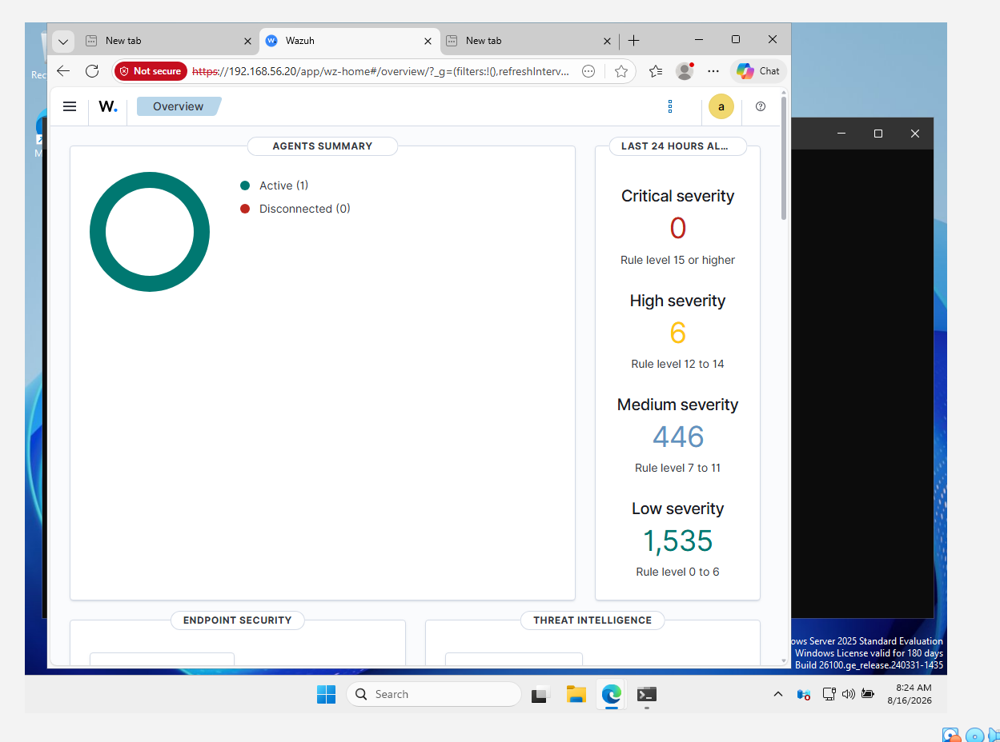 New tab
Wazuh
New tab
Not secure
https://192.168.56.20/app/wz-home#/overview/?_g=(filters:!(),refreshInterv...
Chat
W.
Overview
a
AGENTS SUMMARY
Active (1)
Disconnected (0)
LAST 24 HOURS AL...
Critical severity
0
Rule level 15 or higher
High severity
6
Rule level 12 to 14
Medium severity
446
Rule level 7 to 11
Low severity
1,535
Rule level 0 to 6
ENDPOINT SECURITY
THREAT INTELLIGENCE
Rec
M
ows Server 2025 Standard Evaluation
Windows License valid for 180 days
Build 26100.ge_release.240331-1435
Search
8:24 AM
8/16/2026